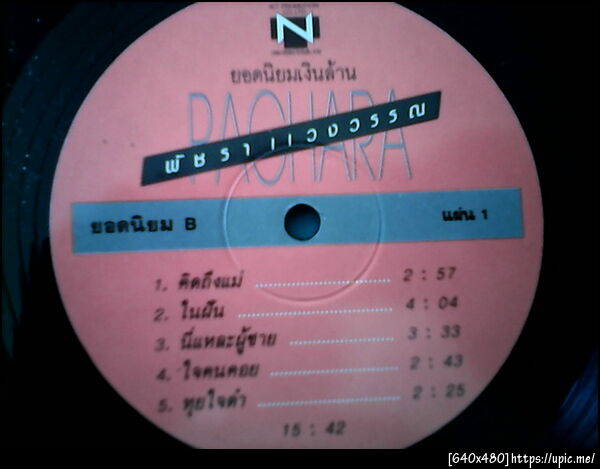 N
ยอดนิยมเงินล้าน
PACHARA
พัชรา แวงวรรณ
ยอดนิยม B
แผ่น 1
1. คิดถึงแม่ 2 : 57
2. ในฝัน 4 : 04
3. นี่แหละผู้ชาย 3 : 33
4. ใจคนคอย 2 : 43
5. ทุยใจดำ 2 : 25
15 : 42
[640x480]https://upic.me/